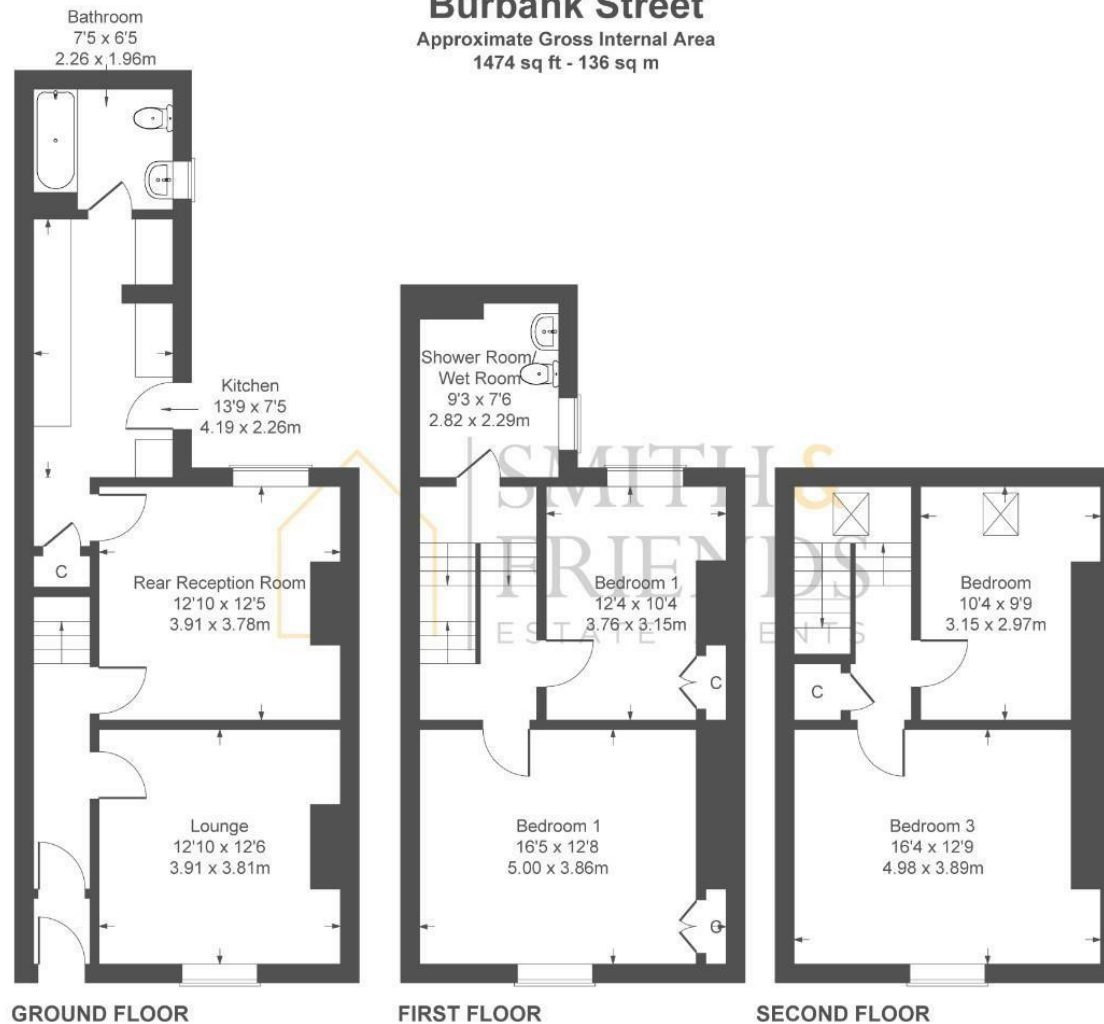 Burbank Street
Approximate Gross Internal Area
1474 sq ft - 136 sq m
Bathroom
7'5 x 6'5
2.26 x 1.96m
Kitchen
13'9 x 7'5
4.19 x 2.26m
C
Rear Reception Room
12'10 x 12'5
3.91 x 3.78m
Lounge
12'10 x 12'6
3.91 x 3.81m
GROUND FLOOR
Shower Room/
Wet Room
9'3 x 7'6
2.82 x 2.29m
Bedroom 1
12'4 x 10'4
3.76 x 3.15m
C
Bedroom 1
16'5 x 12'8
5.00 x 3.86m
C
FIRST FLOOR
Bedroom
10'4 x 9'9
3.15 x 2.97m
C
Bedroom 3
16'4 x 12'9
4.98 x 3.89m
SECOND FLOOR
SMITH &
FRIENDS
ESTATE ENTS